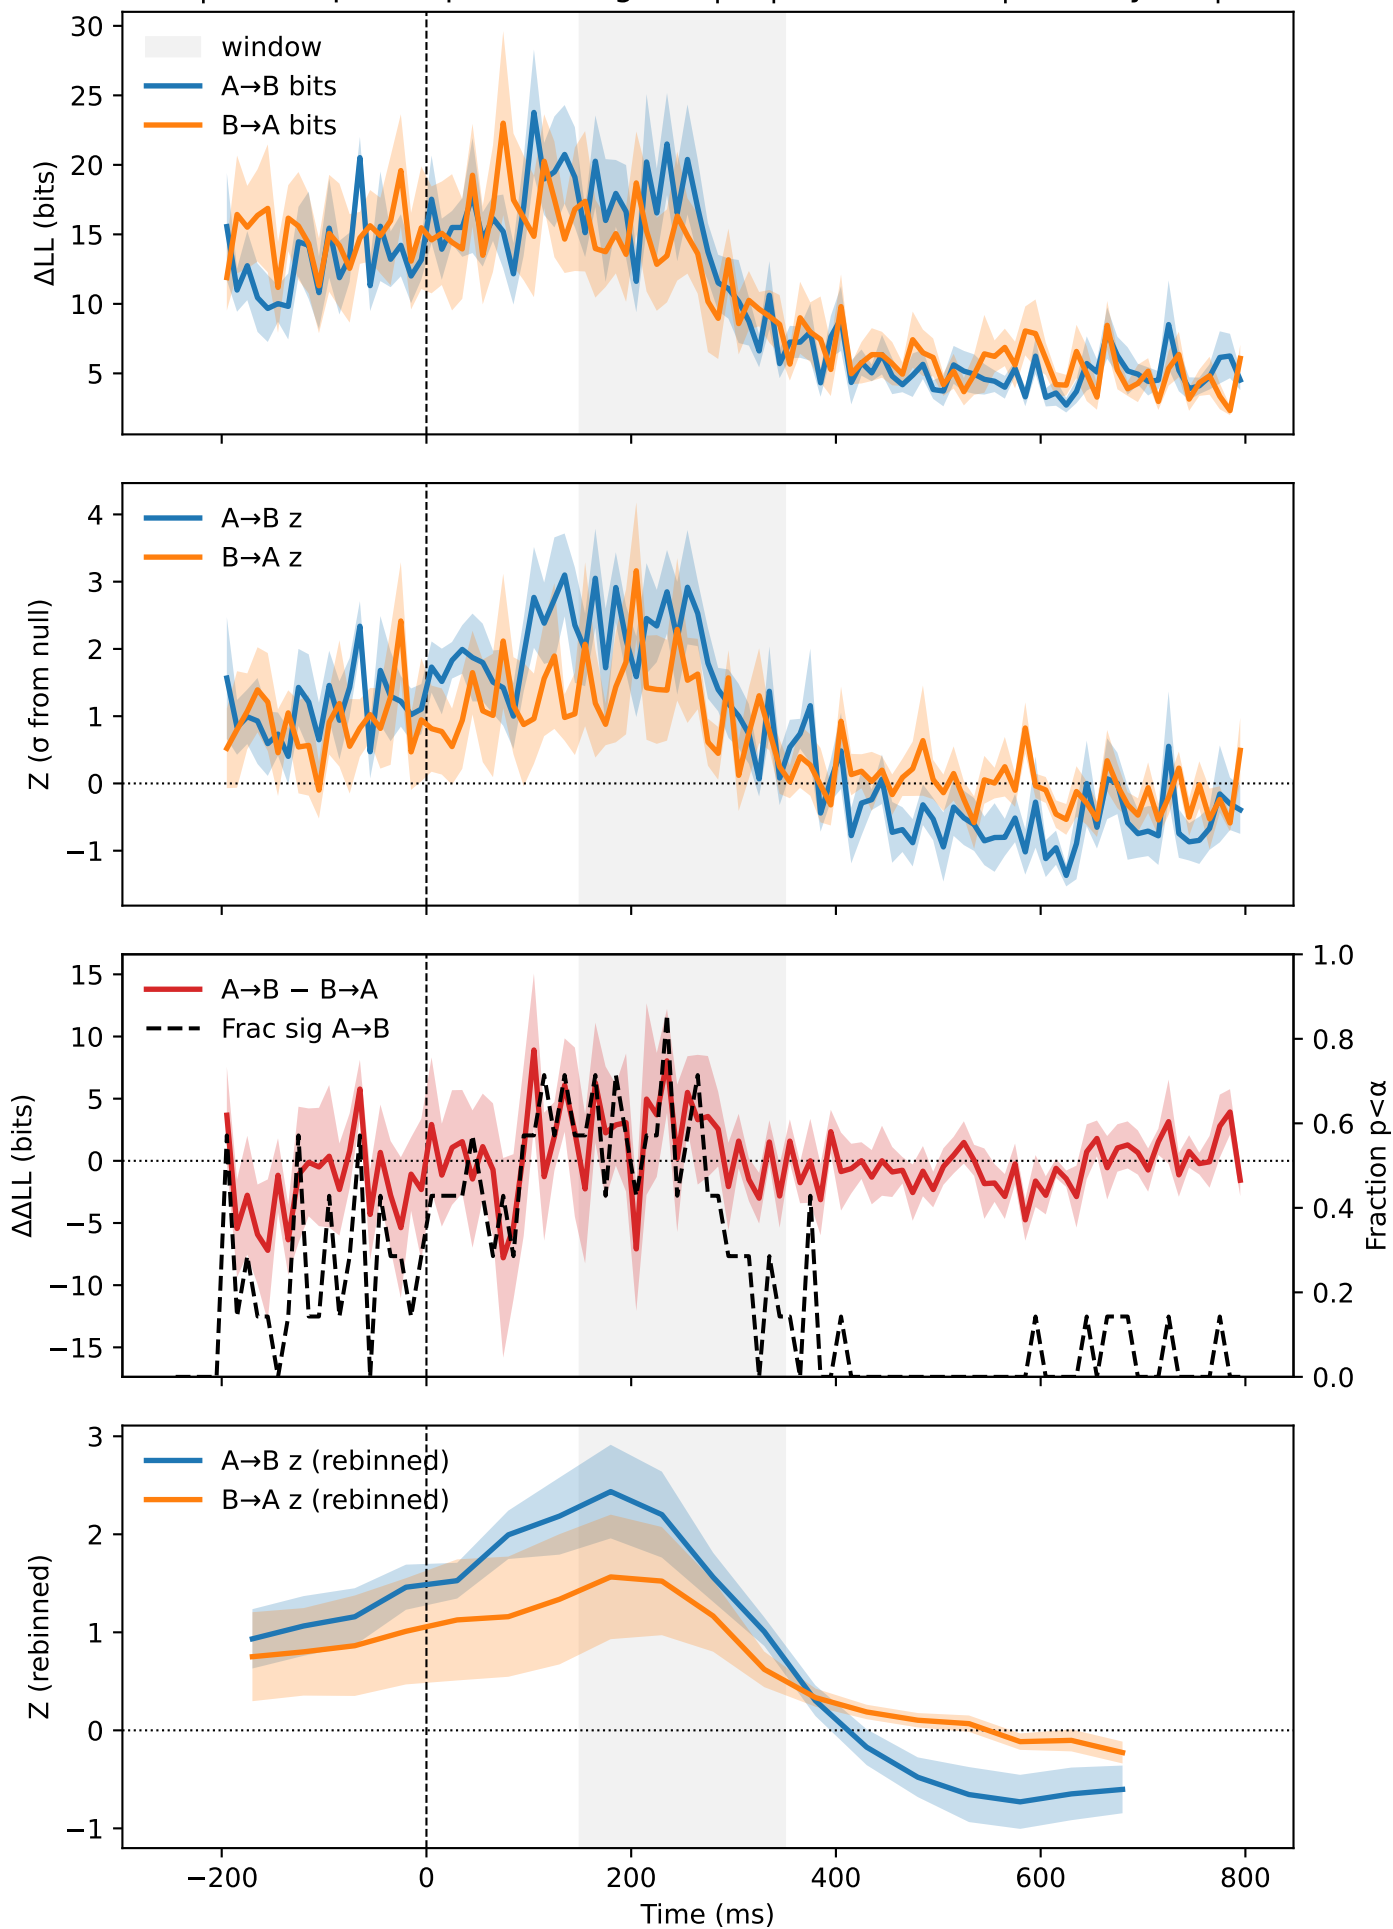 30
25
20
15
10
5
ΔLL (bits)
window
A→B bits
B→A bits
4
3
2
1
0
−1
Z (σ from null)
A→B z
B→A z
15
10
5
0
−5
−10
−15
ΔΔLL (bits)
A→B − B→A
Frac sig A→B
1.0
0.8
0.6
0.4
0.2
0.0
Fraction p<α
3
2
1
0
−1
Z (rebinned)
A→B z (rebinned)
B→A z (rebinned)
−200
0
200
400
600
800
Time (ms)